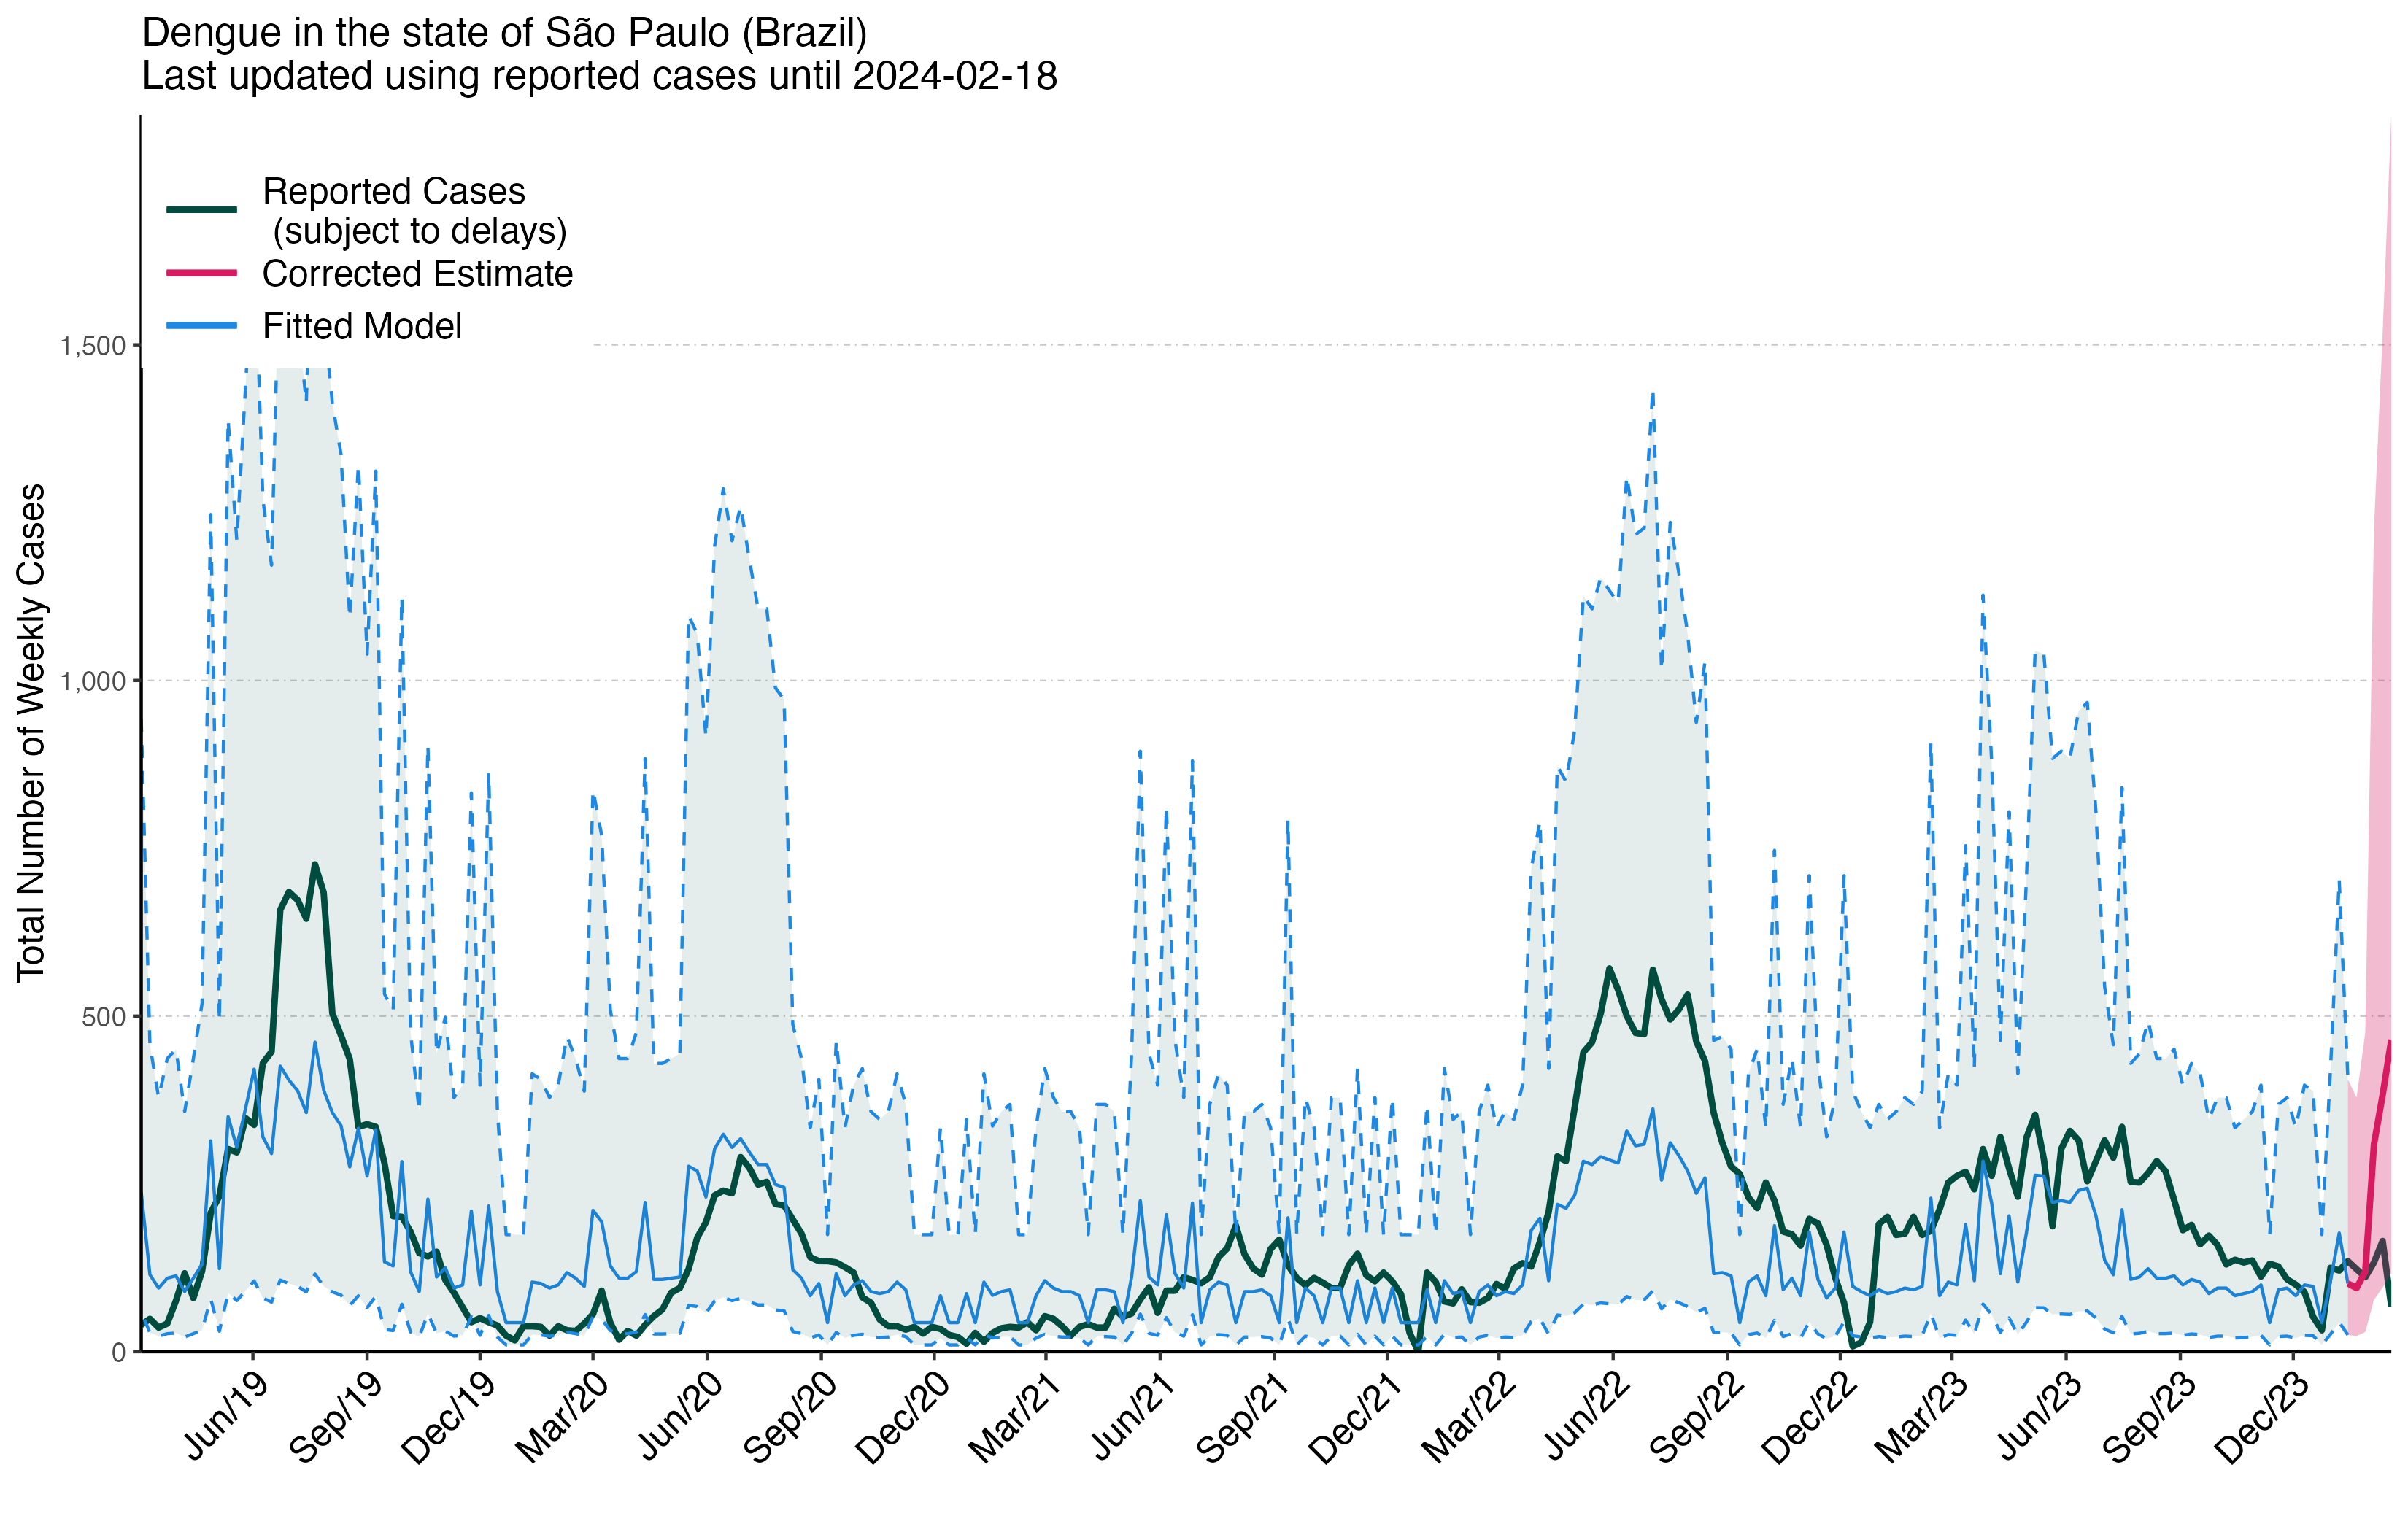 Dengue in the state of São Paulo (Brazil)
Last updated using reported cases until 2024-02-18
Reported Cases
(subject to delays)
Corrected Estimate
Fitted Model
Total Number of Weekly Cases
1,500
1,000
500
0
Jun/19
Sep/19
Dec/19
Mar/20
Jun/20
Sep/20
Dec/20
Mar/21
Jun/21
Sep/21
Dec/21
Mar/22
Jun/22
Sep/22
Dec/22
Mar/23
Jun/23
Sep/23
Dec/23